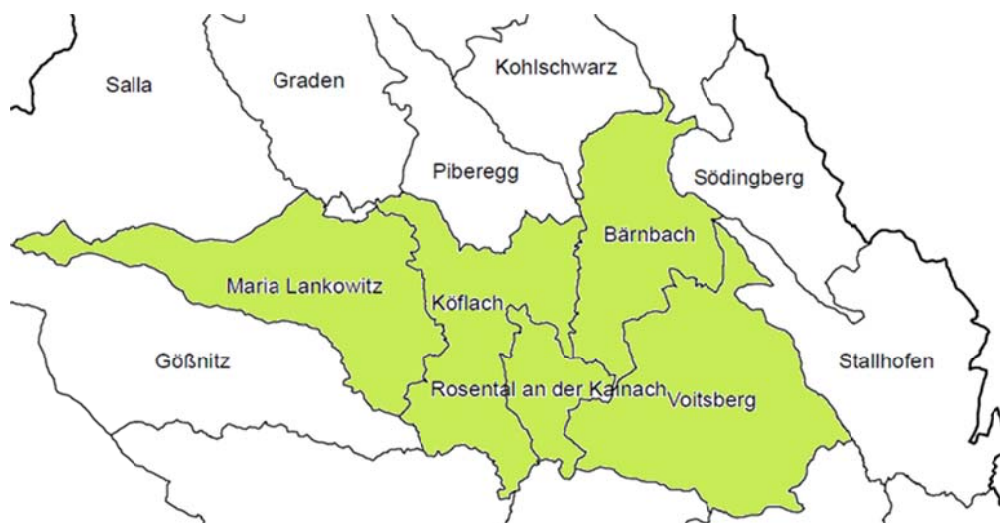 Kohlschwarz
Salla
Graden
Piberegg
Södingberg
Bärnbach
Maria Lankowitz
Köflach
Gößnitz
Stallhofen
Rosental an der Kainach
Voitsberg